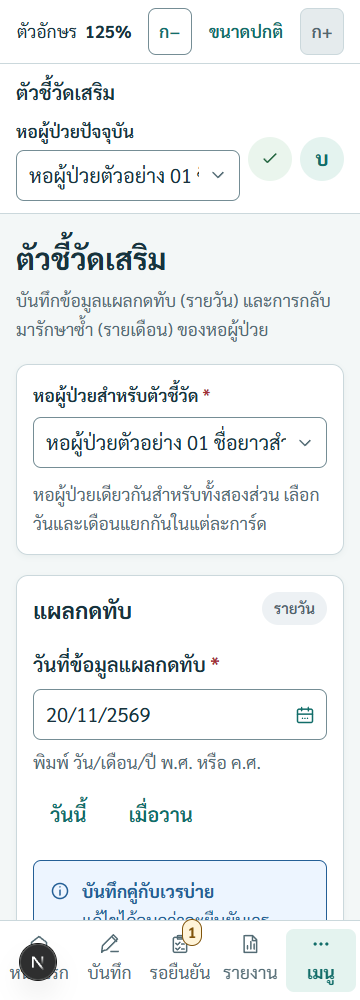 ตัวอักษร 125% ก− ขนาดปกติ ก+
ตัวชี้วัดเสริม
หอผู้ป่วยปัจจุบัน
หอผู้ป่วยตัวอย่าง 01
บ
ตัวชี้วัดเสริม
บันทึกข้อมูลแผลกดทับ (รายวัน) และการกลับ
มารักษาซ้ำ (รายเดือน) ของหอผู้ป่วย
หอผู้ป่วยสำหรับตัวชี้วัด *
หอผู้ป่วยตัวอย่าง 01 ชื่อยาวสำ
หอผู้ป่วยเดียวกันสำหรับทั้งสองส่วน เลือก
วันและเดือนแยกกันในแต่ละการ์ด
แผลกดทับ รายวัน
วันที่ข้อมูลแผลกดทับ *
20/11/2569
พิมพ์ วัน/เดือน/ปี พ.ศ. หรือ ค.ศ.
วันนี้ เมื่อวาน
บันทึกคู่กับเวรบ่าย
1
N บันทึก รอยืนยัน รายงาน เมนู